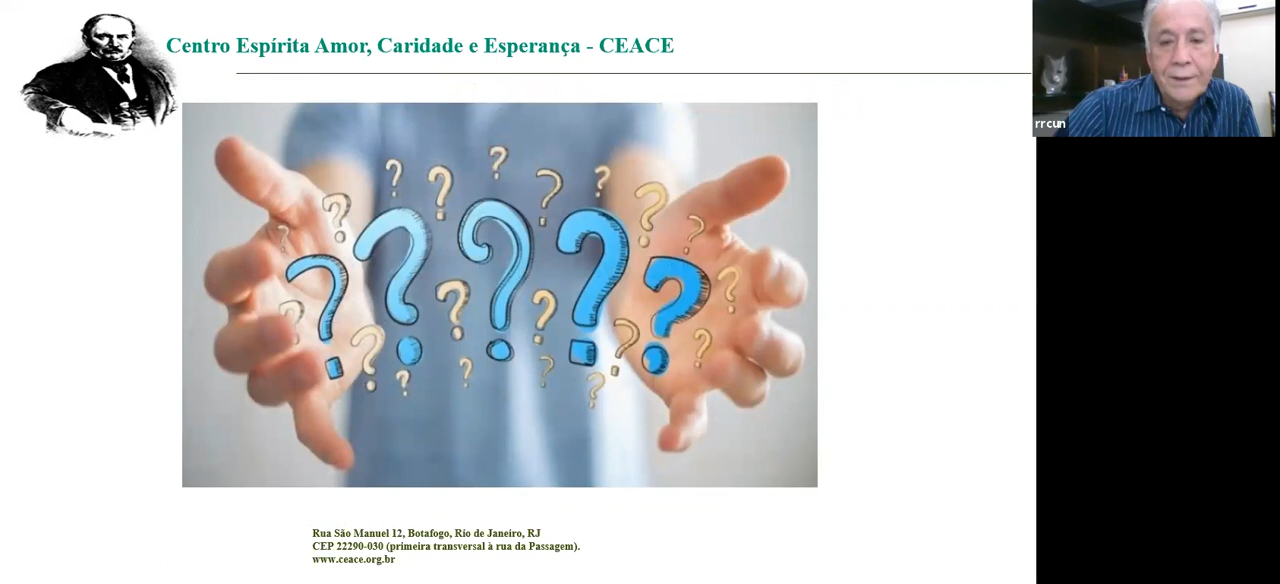 Centro Espírita Amor, Caridade e Esperança - CEACE
rrcun
? ? ? ? ?
Rua São Manuel 12, Botafogo, Rio de Janeiro, RJ
CEP 22290-030 (primeira transversal à rua da Passagem).
www.ceace.org.br